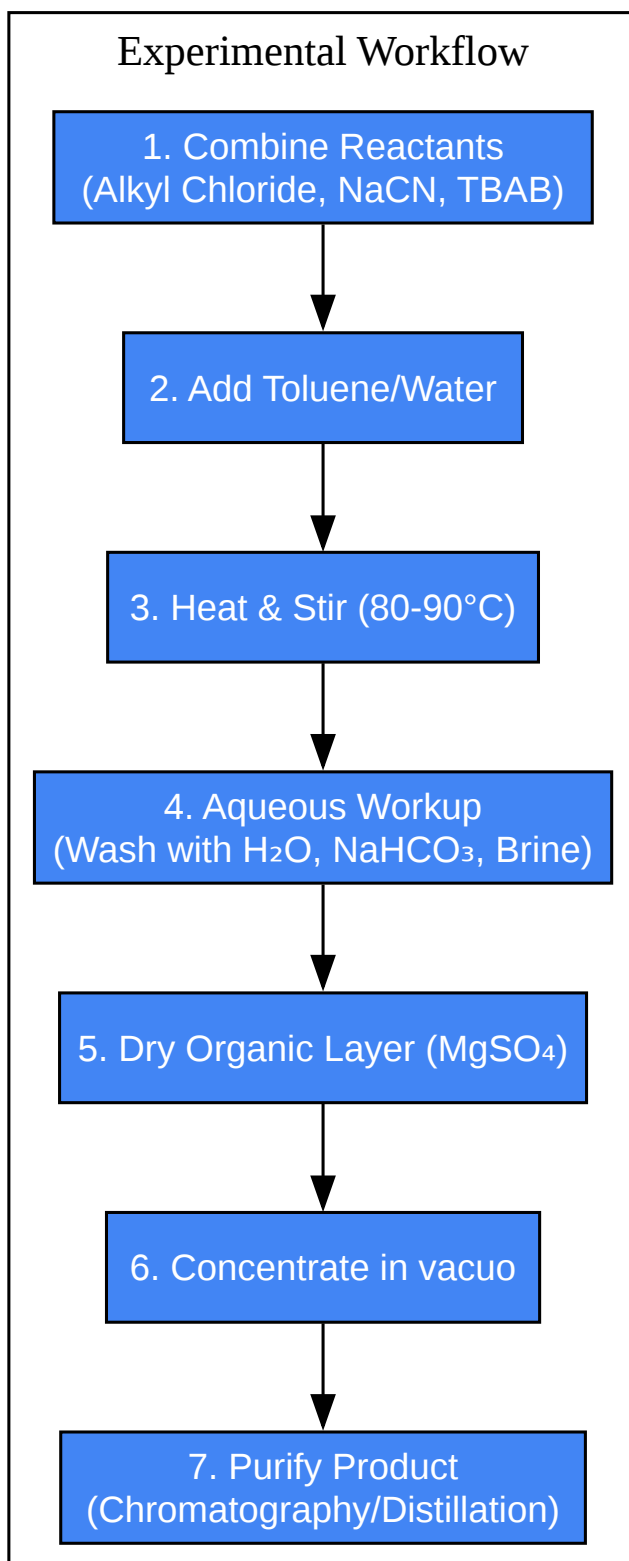 Experimental Workflow
1. Combine Reactants
(Alkyl Chloride, NaCN, TBAB)
2. Add Toluene/Water
3. Heat & Stir (80-90°C)
4. Aqueous Workup
(Wash with H₂O, NaHCO₃, Brine)
5. Dry Organic Layer (MgSO₄)
6. Concentrate in vacuo
7. Purify Product
(Chromatography/Distillation)